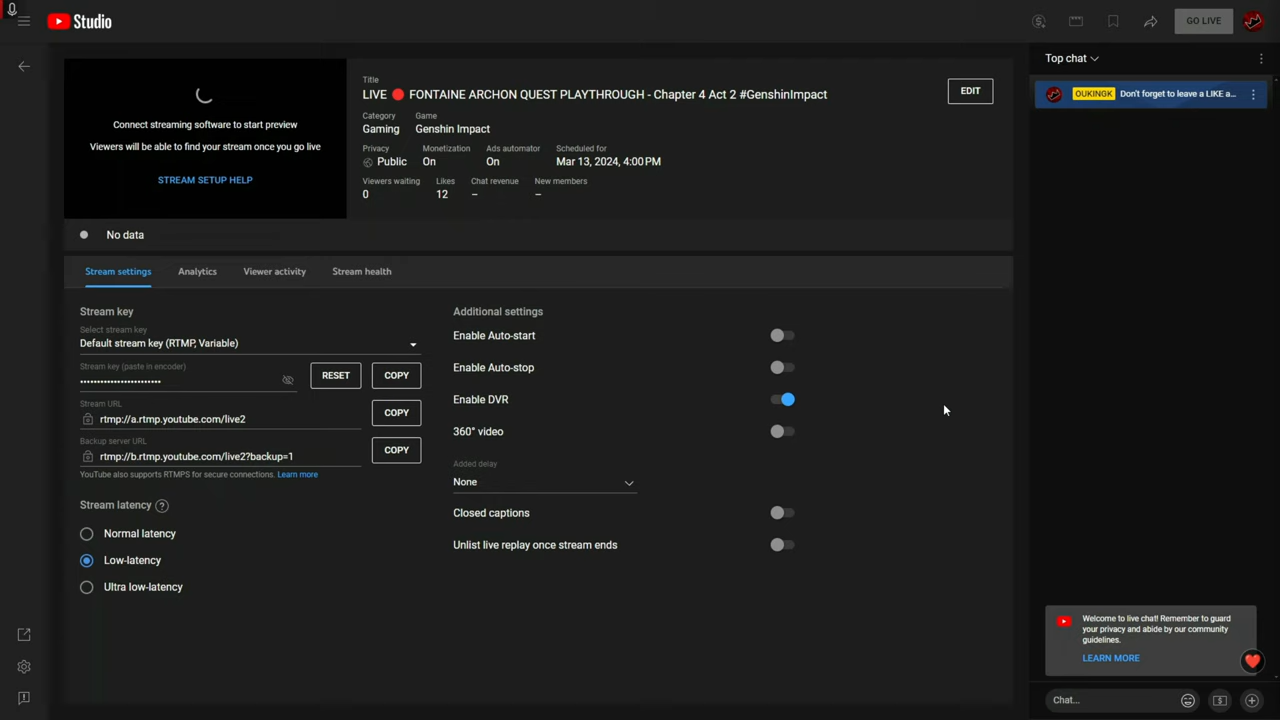 Studio
GO LIVE
Connect streaming software to start preview
Viewers will be able to find your stream once you go live
STREAM SETUP HELP
Title
LIVE 🔴 FONTAINE ARCHON QUEST PLAYTHROUGH - Chapter 4 Act 2 #GenshinImpact
EDIT
Category Game
Gaming Genshin Impact
Privacy Monetization Ads automator Scheduled for
Public On On Mar 13, 2024, 4:00 PM
Viewers waiting Likes Chat revenue New members
0 12 – –
No data
Stream settings Analytics Viewer activity Stream health
Stream key
Select stream key
Default stream key (RTMP, Variable)
Stream key (paste in encoder)
••••••••••••••••••••••••
RESET COPY
Stream URL
rtmp://a.rtmp.youtube.com/live2
COPY
Backup server URL
rtmp://b.rtmp.youtube.com/live2?backup=1
COPY
YouTube also supports RTMPS for secure connections. Learn more
Stream latency ?
Normal latency
Low-latency
Ultra low-latency
Additional settings
Enable Auto-start
Enable Auto-stop
Enable DVR
360° video
Added delay
None
Closed captions
Unlist live replay once stream ends
Top chat
OUKINGK Don't forget to leave a LIKE a...
Welcome to live chat! Remember to guard
your privacy and abide by our community
guidelines.
LEARN MORE
Chat...